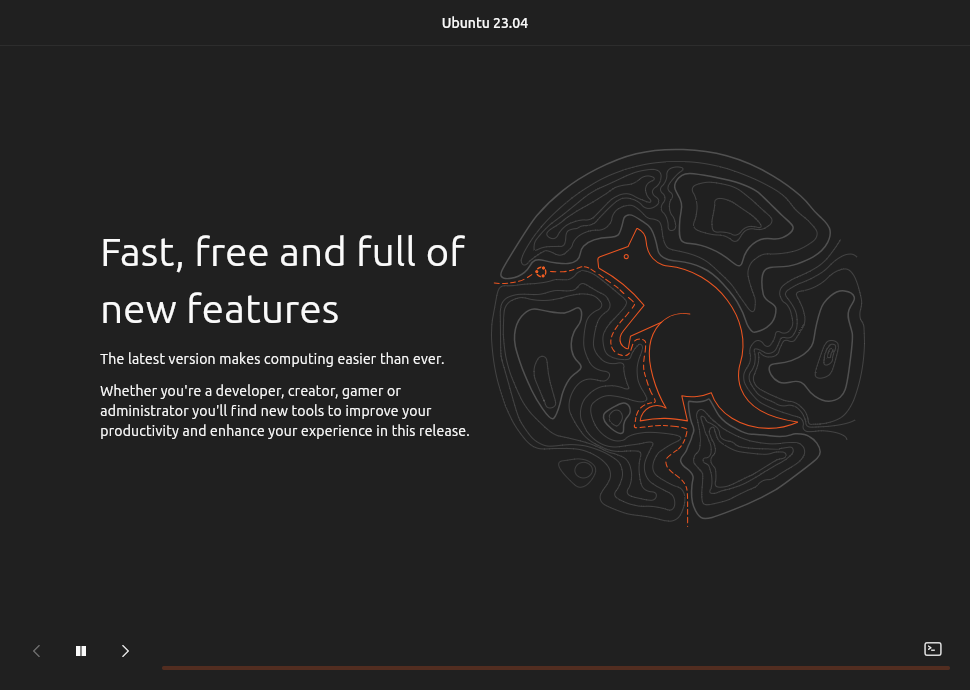 Ubuntu 23.04
Fast, free and full of
new features
The latest version makes computing easier than ever.
Whether you're a developer, creator, gamer or
administrator you'll find new tools to improve your
productivity and enhance your experience in this release.